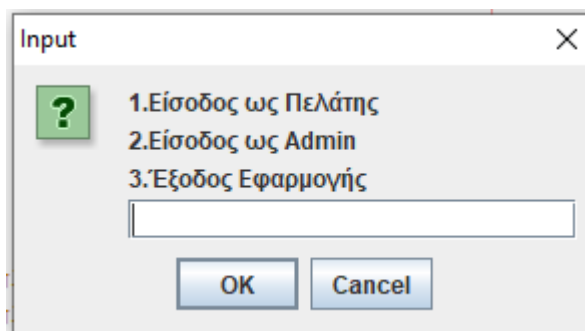 Input
?
1.Είσοδος ως Πελάτης
2.Είσοδος ως Admin
3.Έξοδος Εφαρμογής
OK Cancel